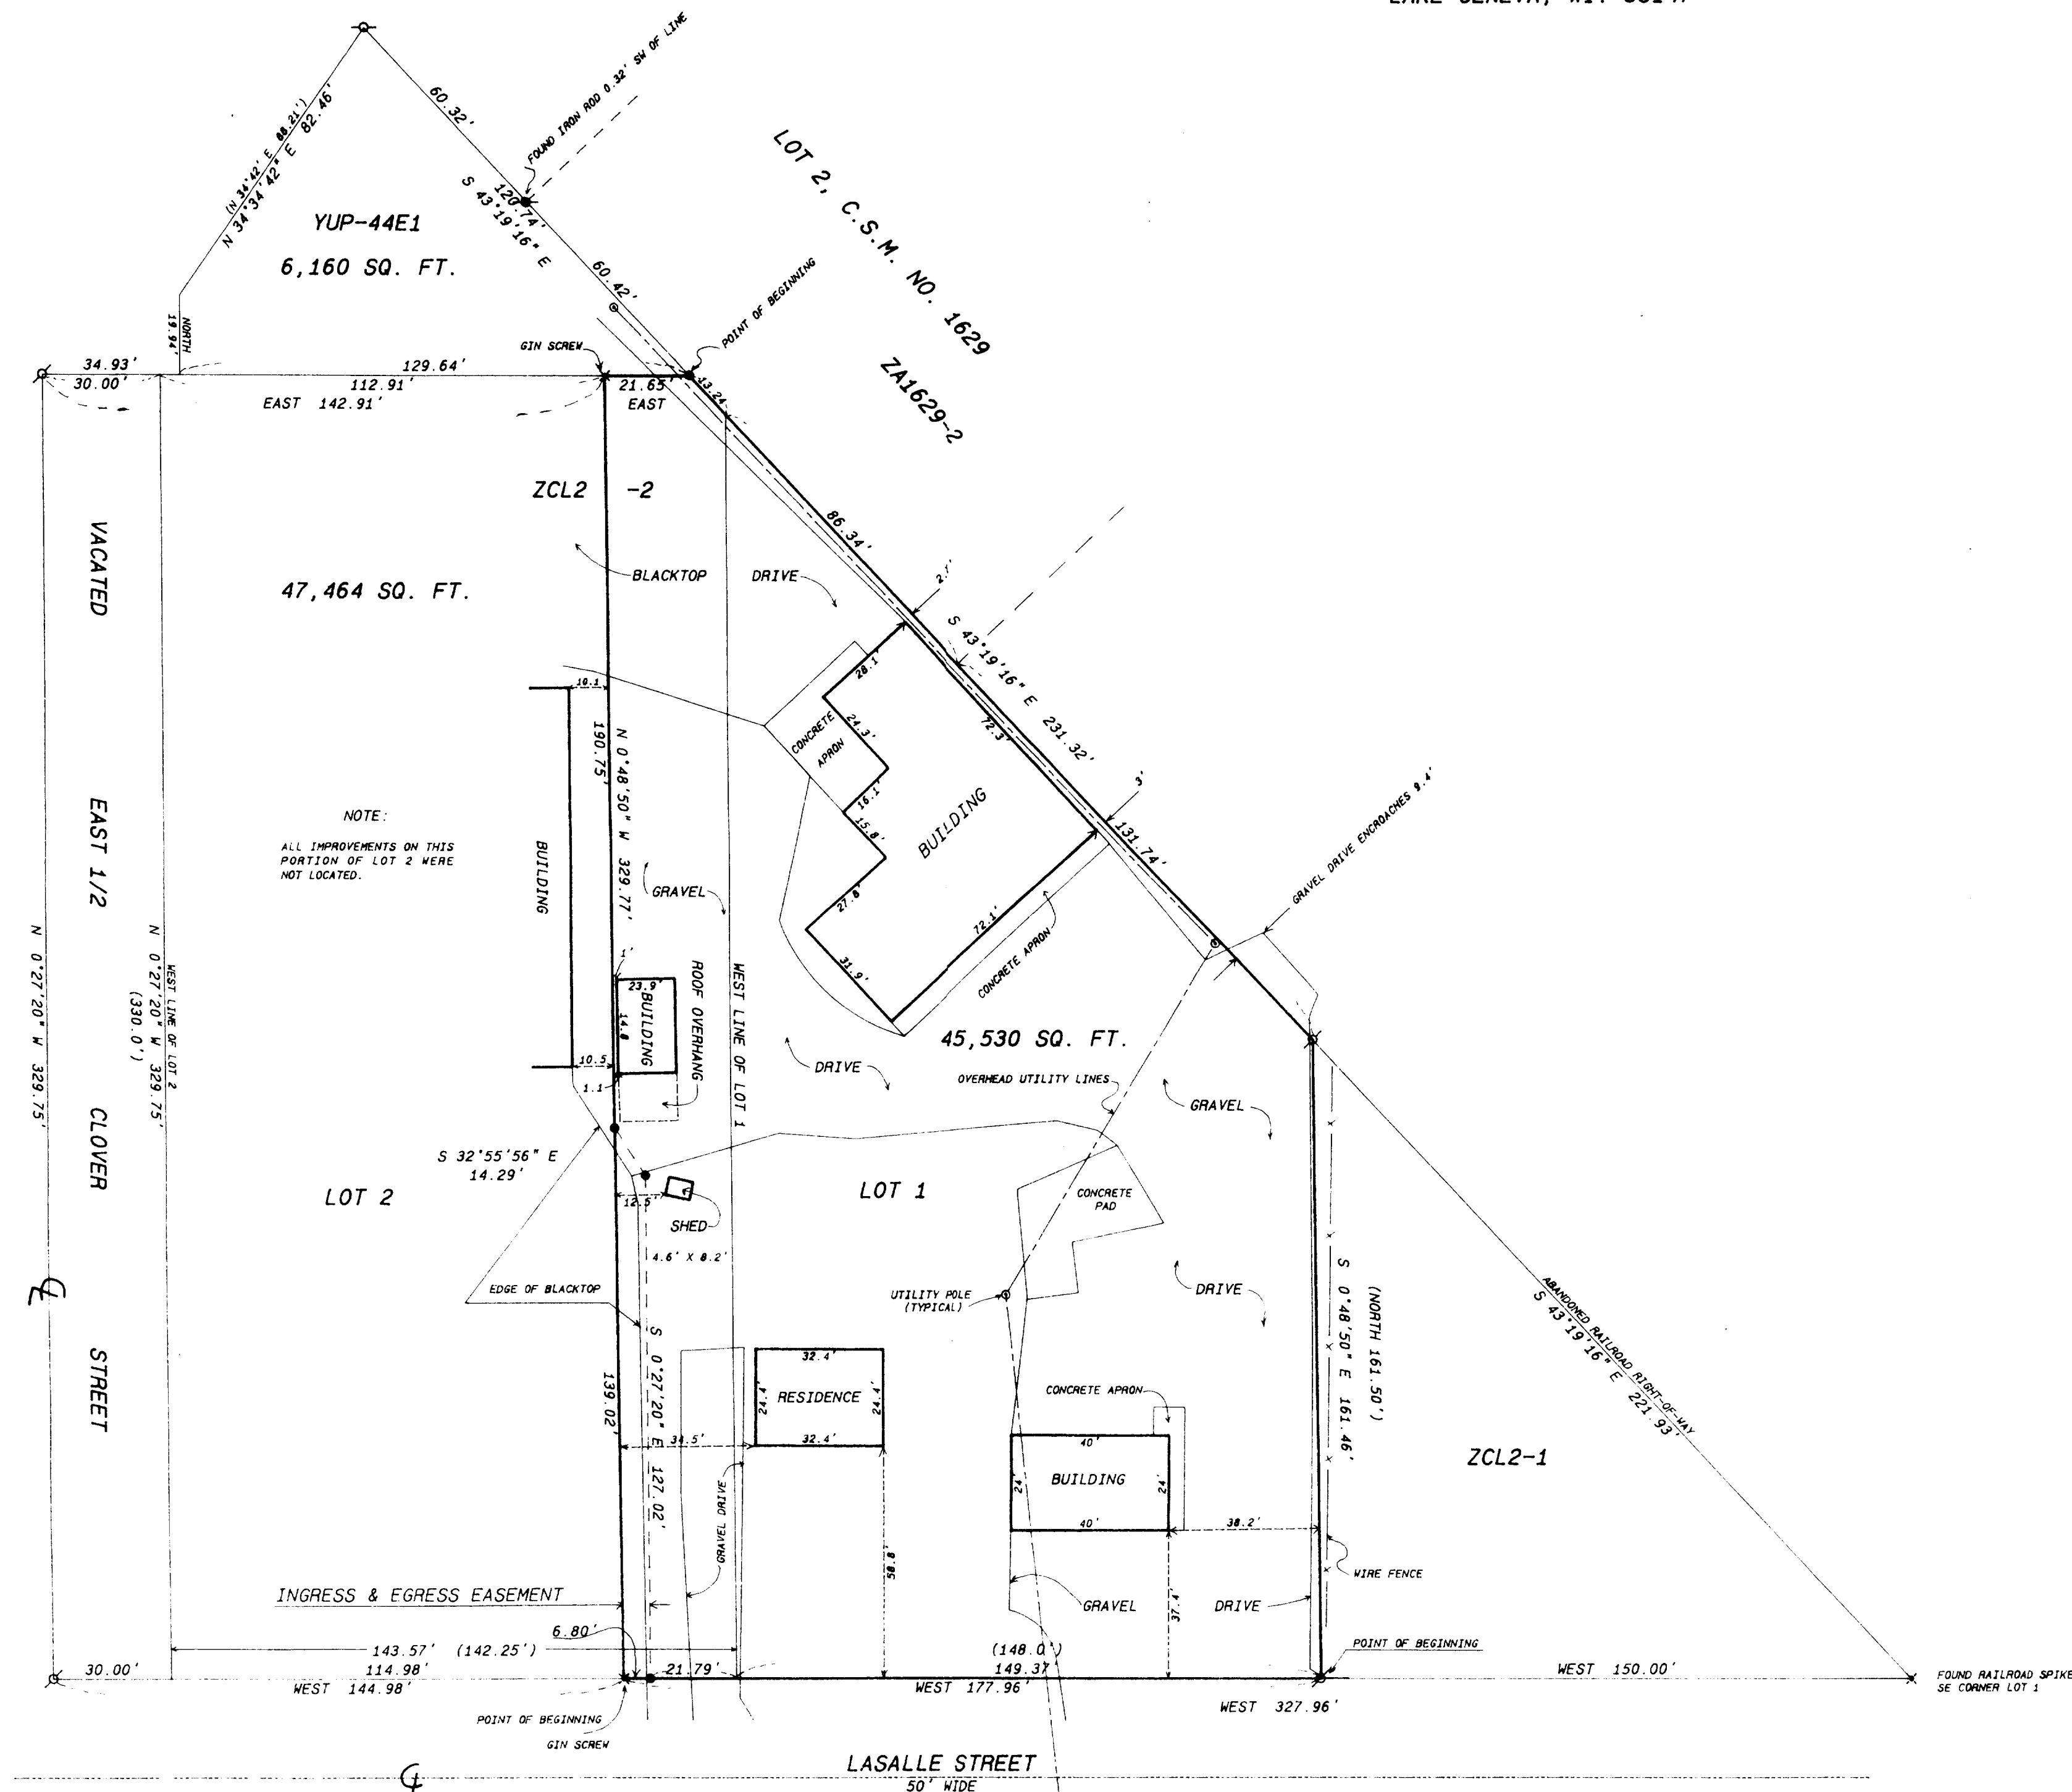 60.32'
FOUND IRON ROD 0.32' SW OF LINE
N 34°34'42" E 82.46'
YUP-44E1
6,160 SQ. FT.
120.74'
S 43°19'16" E
60.42'
LOT 2, C.S.M. NO. 1629
ZA1629-2
POINT OF BEGINNING
NORTH
19.94'
GIN SCREW
34.93'
129.64'
30.00'
112.91'
EAST 142.91'
21.65'
EAST
13.24
ZCL2 -2
VACATED
EAST 1/2
CLOVER
STREET
47,464 SQ. FT.
BLACKTOP
DRIVE
86.34'
S 43°19'16" E 231.32'
10.1
28.1'
24.3'
CONCRETE
APRON
16.1'
15.8'
72.3'
BUILDING
27.8'
72.1'
31.9'
CONCRETE APRON
3'
131.74'
GRAVEL DRIVE ENCROACHES 9.4'
N 0°48'50" W 329.77'
190.75'
NOTE:
ALL IMPROVEMENTS ON THIS
PORTION OF LOT 2 WERE
NOT LOCATED.
BUILDING
GRAVEL
N 0°27'20" W 329.75'
WEST LINE OF LOT 2
N 0°27'20" W 329.75'
(330.0')
1'
23.9'
BUILDING
14.8
ROOF OVERHANG
WEST LINE OF LOT 1
10.5
1.1
DRIVE
45,530 SQ. FT.
OVERHEAD UTILITY LINES
GRAVEL
S 32°55'56" E
14.29'
LOT 2
LOT 1
CONCRETE
PAD
12.5'
SHED
4.6' X 8.2'
EDGE OF BLACKTOP
UTILITY POLE
(TYPICAL)
DRIVE
(NORTH 161.50')
S 0°48'50" E 161.46'
ABANDONED RAILROAD RIGHT-OF-WAY
S 43°19'16" E 221.93'
S 0°27'20" E 127.02'
139.02'
32.4'
24.4'
RESIDENCE
24.4'
32.4'
34.5'
GRAVEL DRIVE
CONCRETE APRON
40'
24'
BUILDING
24'
40'
38.2'
ZCL2-1
58.8'
37.4'
WIRE FENCE
INGRESS & EGRESS EASEMENT
GRAVEL
DRIVE
6.80'
143.57' (142.25')
(148.0')
POINT OF BEGINNING
30.00'
114.98'
WEST 144.98'
21.79'
149.37'
WEST 177.96'
WEST 150.00'
WEST 327.96'
FOUND RAILROAD SPIKE
SE CORNER LOT 1
POINT OF BEGINNING
GIN SCREW
LASALLE STREET
50' WIDE